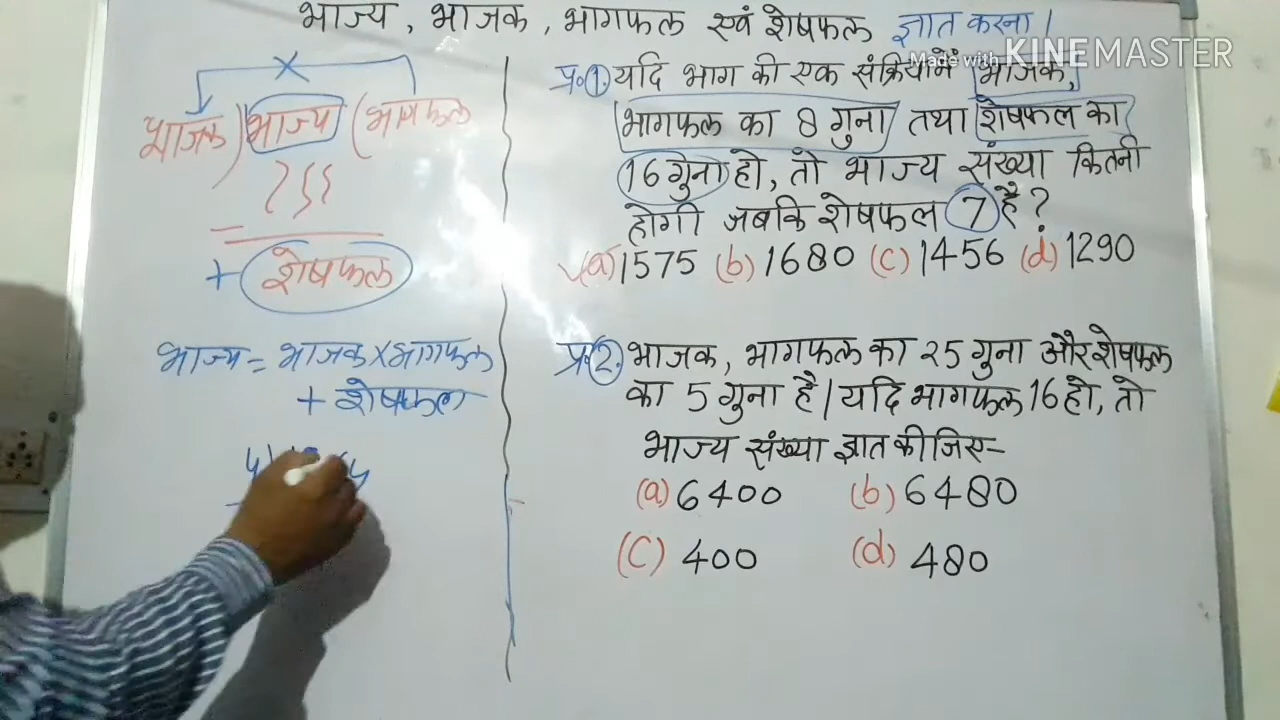 भाज्य, भाजक, भागफल एवं शेषफल ज्ञात करना।
Made with KINEMASTER
भाजक) भाज्य (भागफल
+ शेषफल
भाज्य = भाजक × भागफल
+ शेषफल
प्र.1. यदि भाग की एक संक्रिया में भाजक,
भागफल का 8 गुना तथा शेषफल का
16 गुना हो, तो भाज्य संख्या कितनी
होगी जबकि शेषफल 7 है?
(a) 1575 (b) 1680 (c) 1456 (d) 1290
प्र.2. भाजक, भागफल का 25 गुना और शेषफल
का 5 गुना है। यदि भागफल 16 हो, तो
भाज्य संख्या ज्ञात कीजिए-
(a) 6400 (b) 6480
(c) 400 (d) 480